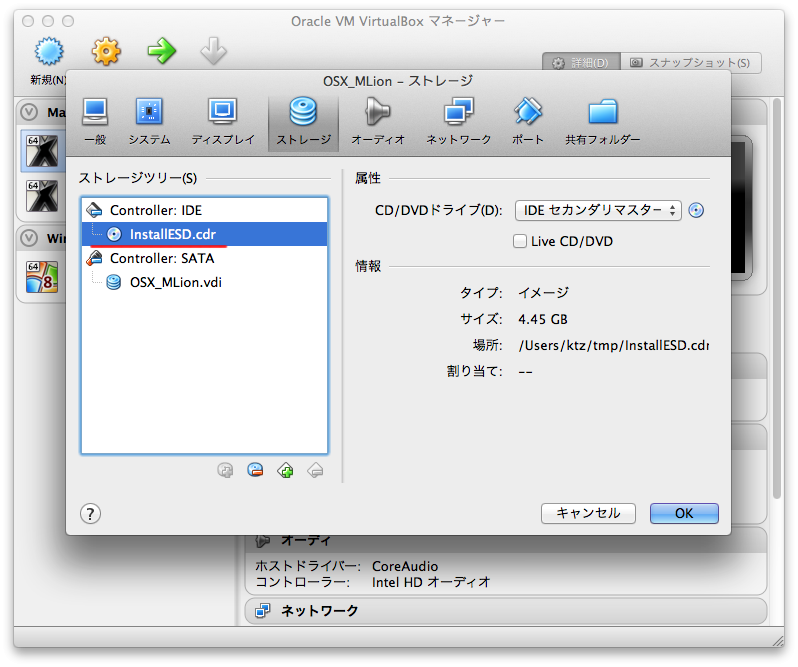 Oracle VM VirtualBox マネージャー
新規(N)
詳細(D)
スナップショット(S)
Ma
64
64
Win
64
8
OSX_MLion – ストレージ
一般
システム
ディスプレイ
ストレージ
オーディオ
ネットワーク
ポート
共有フォルダー
ストレージツリー(S)
Controller: IDE
InstallESD.cdr
Controller: SATA
OSX_MLion.vdi
属性
CD/DVDドライブ(D):
IDE セカンダリマスター
Live CD/DVD
情報
タイプ: イメージ
サイズ: 4.45 GB
場所: /Users/ktz/tmp/InstallESD.cdr
割り当て: --
?
キャンセル
OK
オーディ
ホストドライバー: CoreAudio
コントローラー: Intel HD オーディオ
ネットワーク